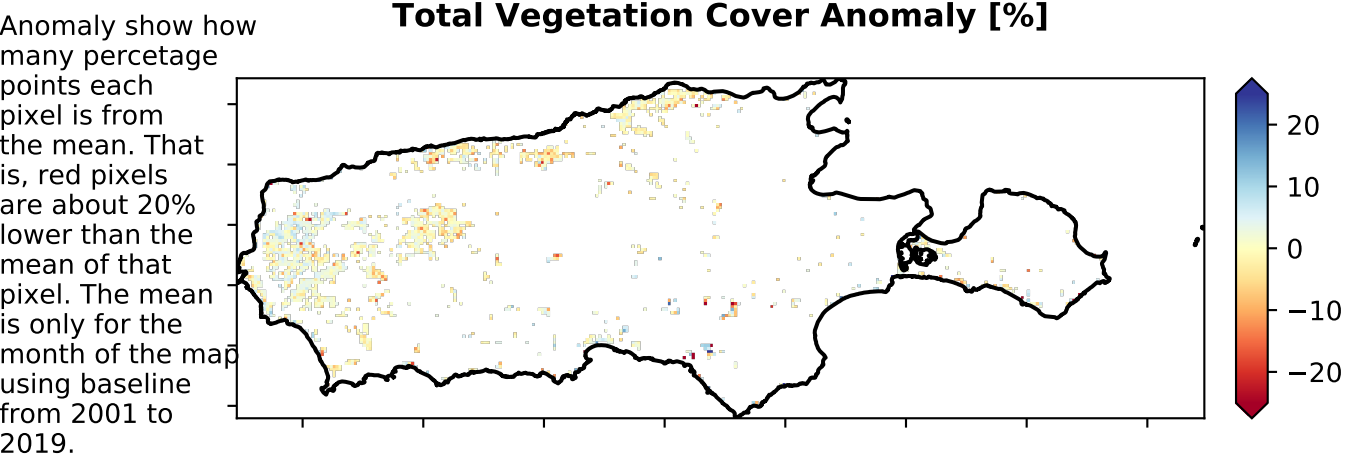 Total Vegetation Cover Anomaly [%]
Anomaly show how
many percetage
points each
pixel is from
the mean. That
is, red pixels
are about 20%
lower than the
mean of that
pixel. The mean
is only for the
month of the map
using baseline
from 2001 to
2019.
20
10
0
−10
−20